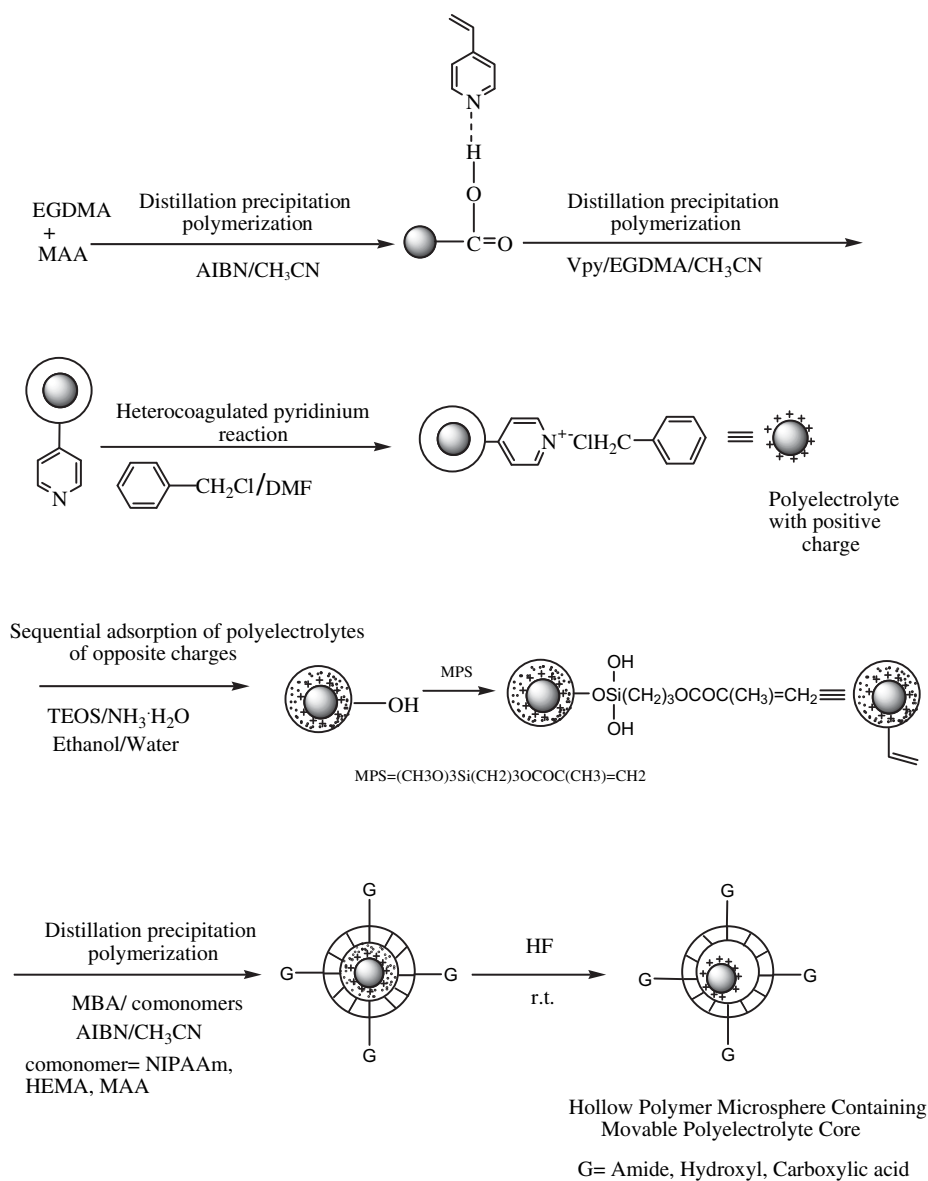 N
H
O
EGDMA
+
MAA
Distillation precipitation
polymerization
AIBN/CH3CN
C=O
Distillation precipitation
polymerization
Vpy/EGDMA/CH3CN
N
Heterocoagulated pyridinium
reaction
CH2Cl/DMF
N+-ClH2C
+ + + + + + + + + +
Polyelectrolyte
with positive
charge
Sequential adsorption of polyelectrolytes
of opposite charges
TEOS/NH3·H2O
Ethanol/Water
OH
MPS
OH
OSi(CH2)3OCOC(CH3)=CH2
OH
MPS=(CH3O)3Si(CH2)3OCOC(CH3)=CH2
Distillation precipitation
polymerization
MBA/ comonomers
AIBN/CH3CN
comonomer= NIPAAm,
HEMA, MAA
G
G G
G
HF
r.t.
G
G G
G
Hollow Polymer Microsphere Containing
Movable Polyelectrolyte Core
G= Amide, Hydroxyl, Carboxylic acid